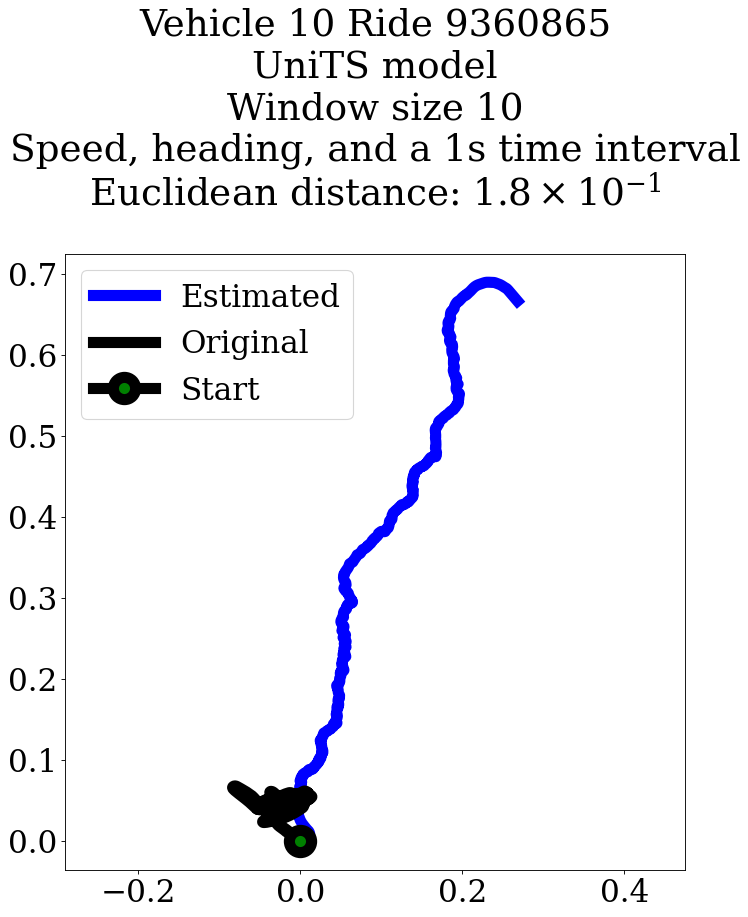 Vehicle 10 Ride 9360865
UniTS model
Window size 10
Speed, heading, and a 1s time interval
Euclidean distance: 1.8 × 10⁻¹
Estimated
Original
Start
0.7
0.6
0.5
0.4
0.3
0.2
0.1
0.0
−0.2 0.0 0.2 0.4